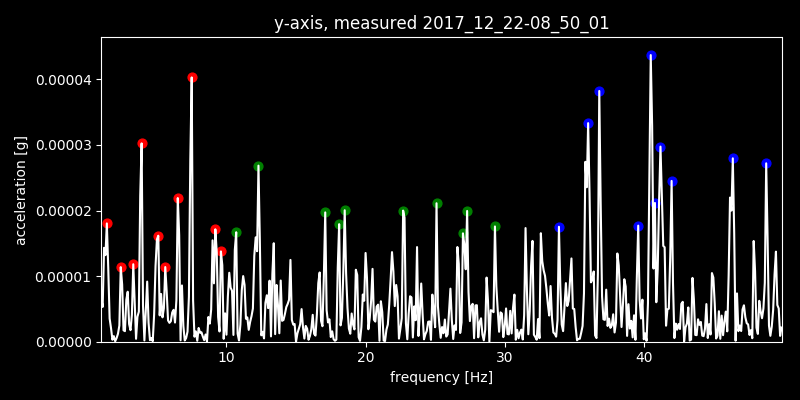 y-axis, measured 2017_12_22-08_50_01
acceleration [g]
0.00004
0.00003
0.00002
0.00001
0.00000
10 20 30 40
frequency [Hz]